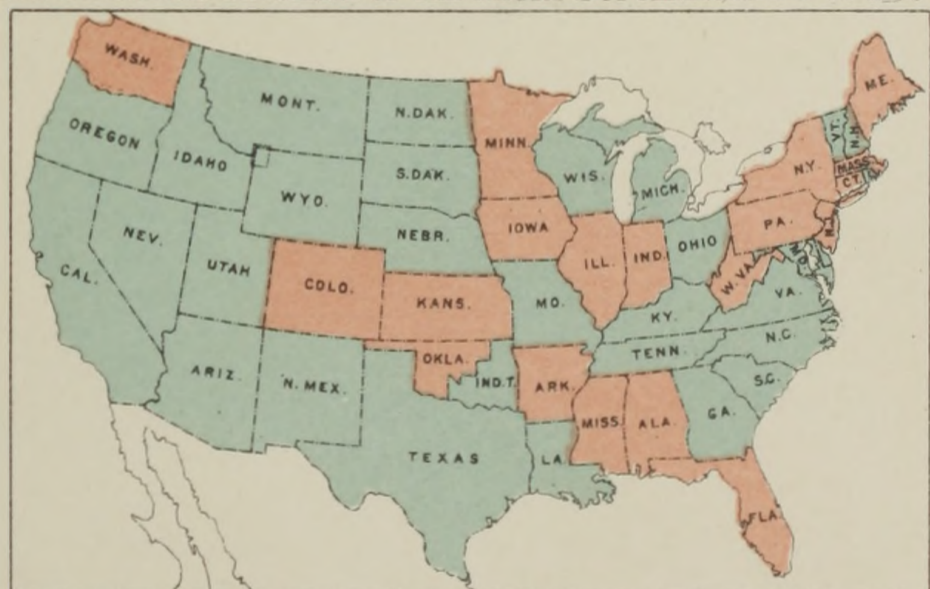 WASH.
OREGON
IDAHO
MONT.
N.DAK.
S.DAK.
WYO.
NEBR.
NEV.
CAL.
UTAH
COLO.
KANS.
ARIZ.
N.MEX.
TEXAS
OKLA.
IND.T.
MINN.
IOWA
MO.
ARK.
LA.
WIS.
ILL.
MICH.
IND.
OHIO
KY.
TENN.
MISS.
ALA.
GA.
FLA.
S.C.
N.C.
VA.
W.VA.
PA.
N.Y.
VT.
N.H.
ME.
MASS.
CT.